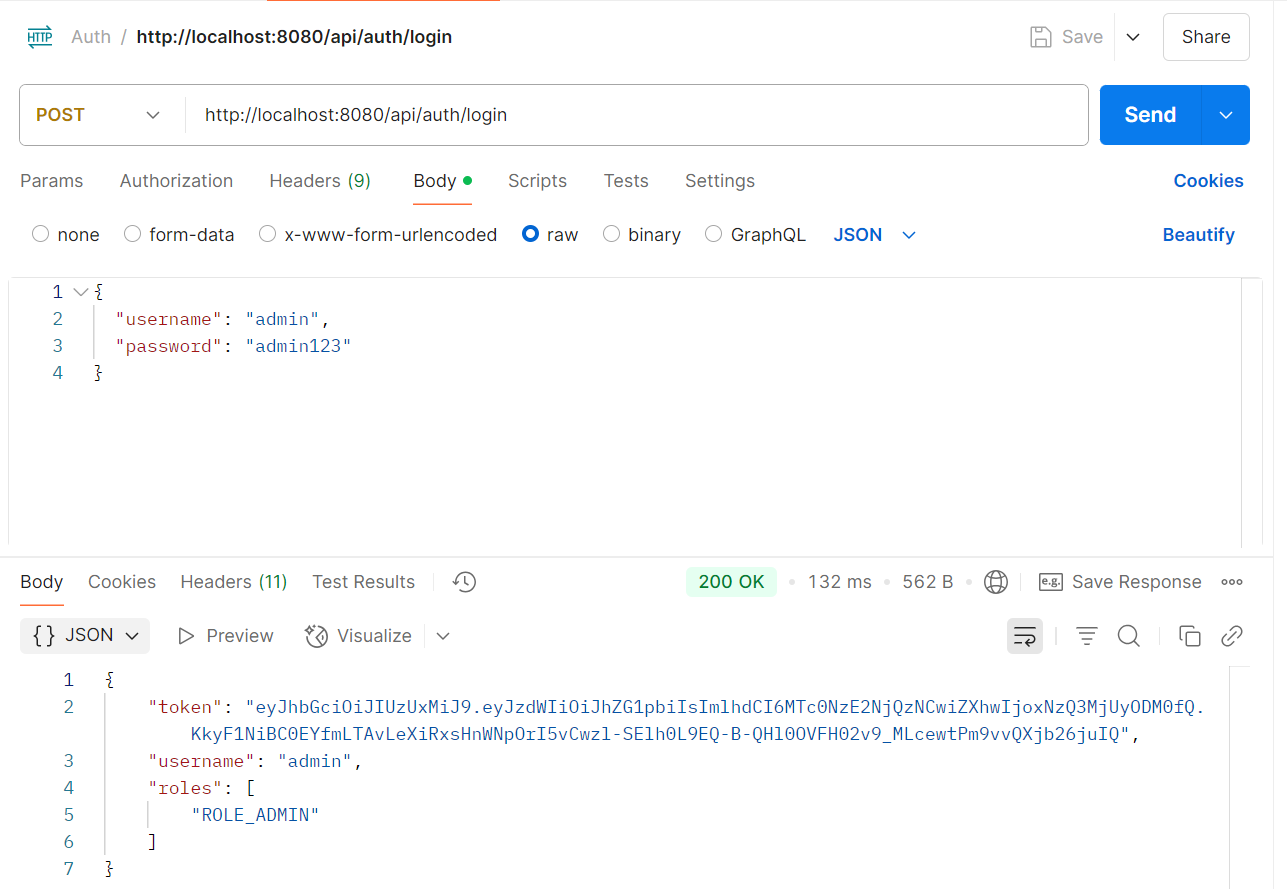 HTTP Auth / http://localhost:8080/api/auth/login Save Share
POST http://localhost:8080/api/auth/login Send
Params Authorization Headers (9) Body Scripts Tests Settings Cookies
none form-data x-www-form-urlencoded raw binary GraphQL JSON Beautify
1 {
2 "username": "admin",
3 "password": "admin123"
4 }
Body Cookies Headers (11) Test Results 200 OK 132 ms 562 B e.g. Save Response
{} JSON Preview Visualize
1 {
2 "token": "eyJhbGciOiJIUzUxMiJ9.eyJzdWIiOiJhZG1pbiIsImlhdCI6MTc0NzE2NjQzNCwiZXhwIjoxNzQ3MjUyODM0fQ.
KkyF1NiBC0EYfmLTAvLeXiRxsHnWNpOrI5vCwzl-SElh0L9EQ-B-QHl0OVFH02v9_MLcewtPm9vvQXjb26juIQ",
3 "username": "admin",
4 "roles": [
5 "ROLE_ADMIN"
6 ]
7 }